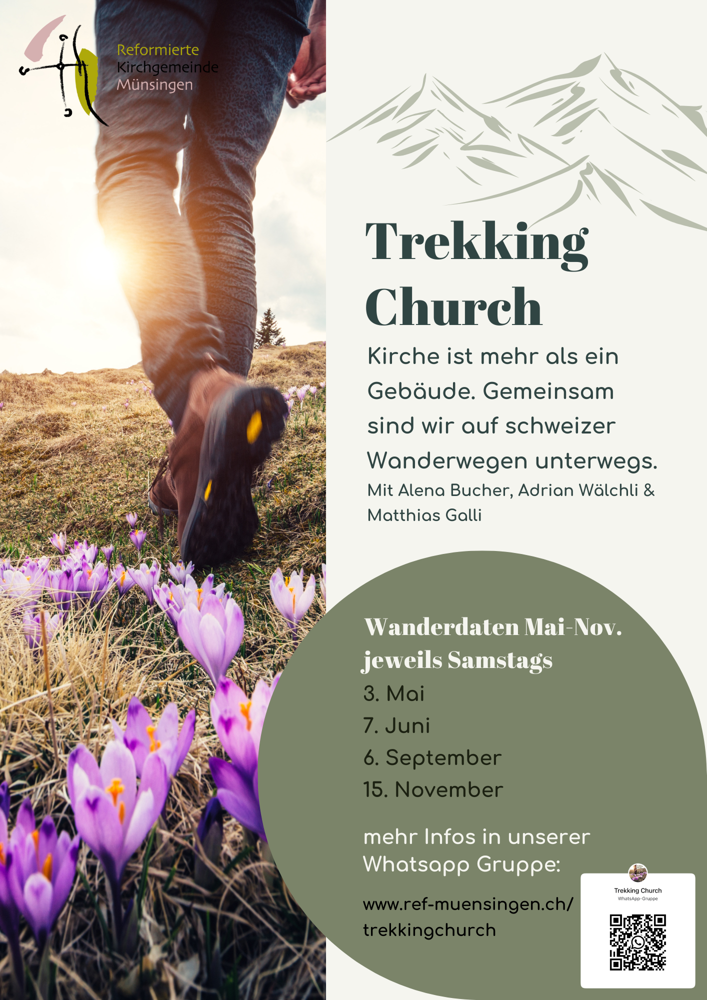 Reformierte
Kirchgemeinde
Münsingen
Trekking
Church
Kirche ist mehr als ein
Gebäude. Gemeinsam
sind wir auf schweizer
Wanderwegen unterwegs.
Mit Alena Bucher, Adrian Wälchli &
Matthias Galli
Wanderdaten Mai-Nov.
jeweils Samstags
3. Mai
7. Juni
6. September
15. November
mehr Infos in unserer
Whatsapp Gruppe:
www.ref-muensingen.ch/
trekkingchurch
Trekking Church
WhatsApp-Gruppe